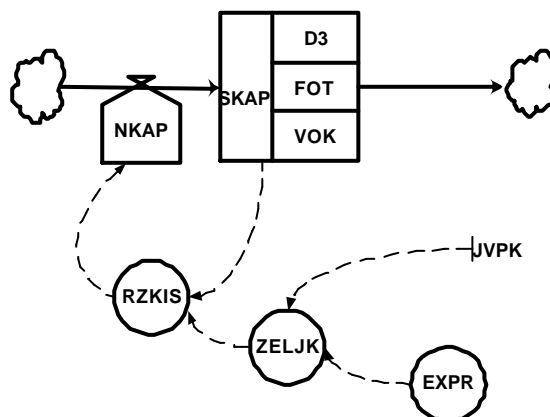 D3
SKAP
FOT
NKAP
VOK
JVPK
RZKIS
ZELJK
EXPR